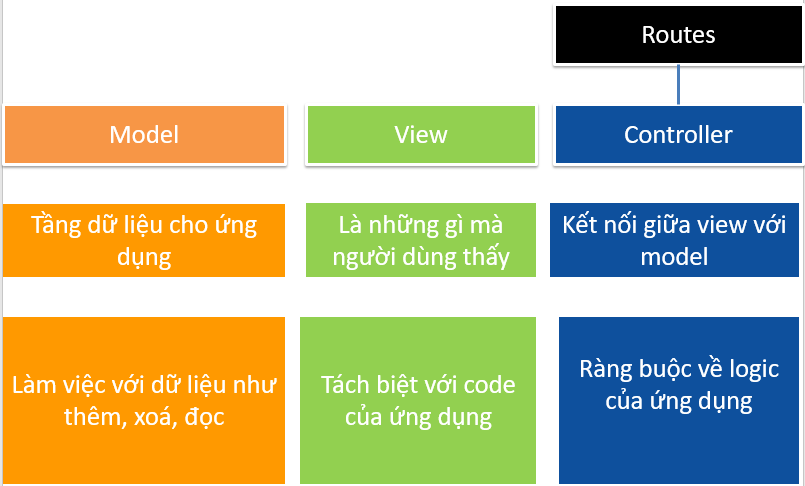 Routes
Model
View
Controller
Tầng dữ liệu cho ứng
dụng
Là những gì mà
người dùng thấy
Kết nối giữa view với
model
Làm việc với dữ liệu như
thêm, xoá, đọc
Tách biệt với code
của ứng dụng
Ràng buộc về logic
của ứng dụng